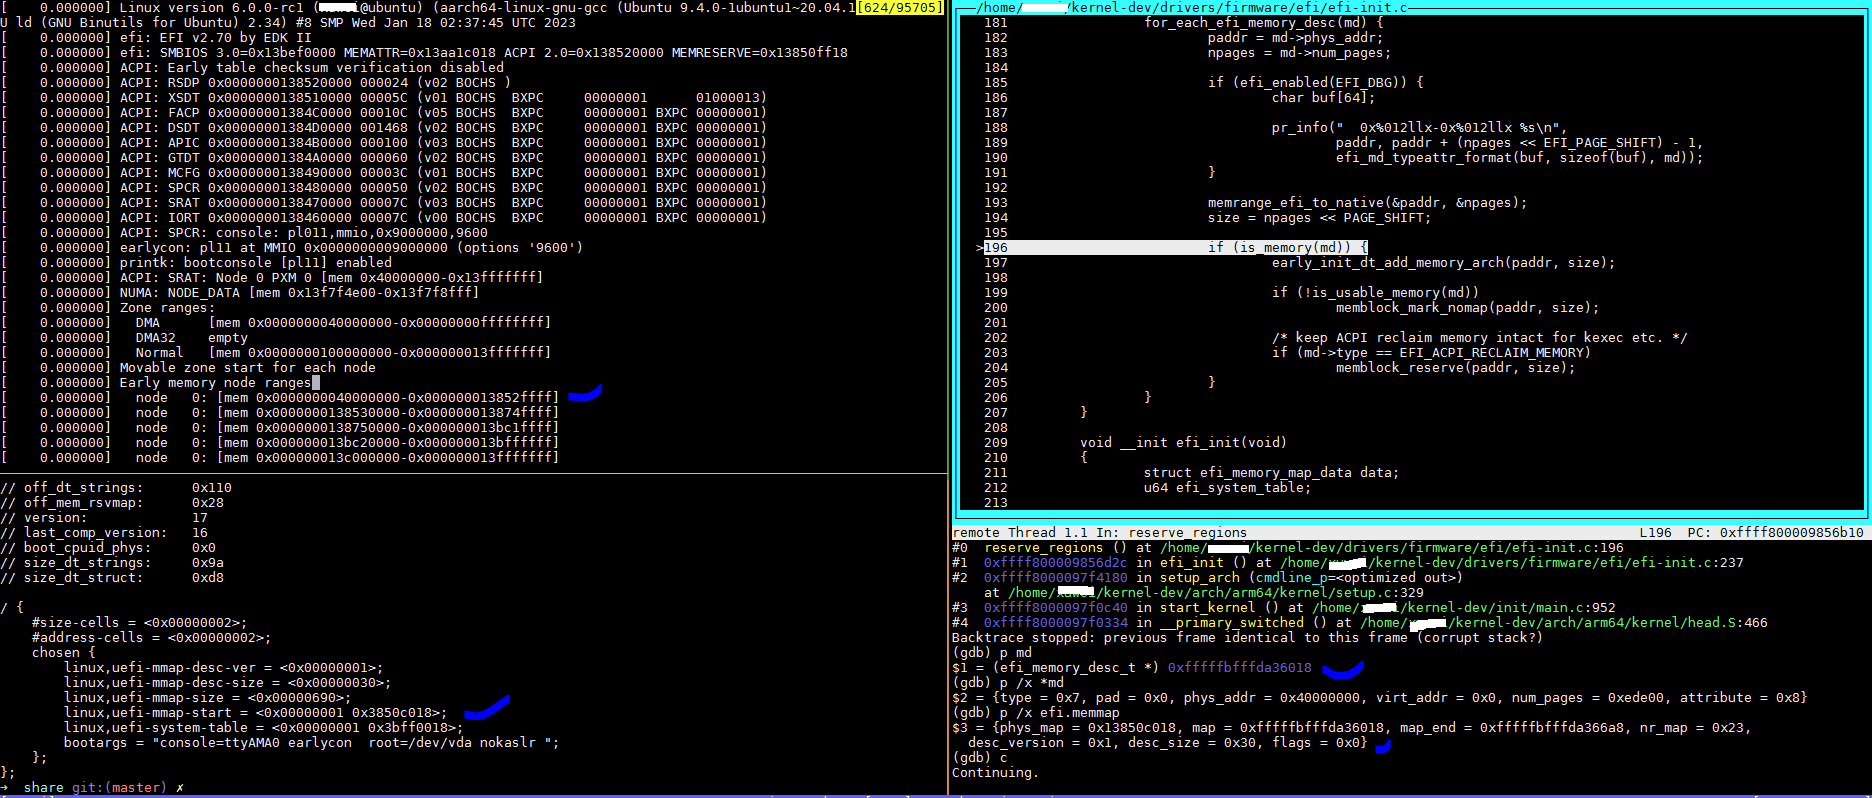 [    0.000000] Linux version 6.0.0-rc1 (@ubuntu) (aarch64-linux-gnu-gcc (Ubuntu 9.4.0-1ubuntu1~20.04.1[624/95705]
U ld (GNU Binutils for Ubuntu) 2.34) #8 SMP Wed Jan 18 02:37:45 UTC 2023
[    0.000000] efi: EFI v2.70 by EDK II
[    0.000000] efi: SMBIOS 3.0=0x13bef0000 MEMATTR=0x13aa1c018 ACPI 2.0=0x138520000 MEMRESERVE=0x13850ff18
[    0.000000] ACPI: Early table checksum verification disabled
[    0.000000] ACPI: RSDP 0x0000000138520000 000024 (v02 BOCHS )
[    0.000000] ACPI: XSDT 0x0000000138510000 00005C (v01 BOCHS  BXPC     00000001      01000013)
[    0.000000] ACPI: FACP 0x00000001384C0000 00010C (v05 BOCHS  BXPC     00000001 BXPC 00000001)
[    0.000000] ACPI: DSDT 0x00000001384D0000 001468 (v02 BOCHS  BXPC     00000001 BXPC 00000001)
[    0.000000] ACPI: APIC 0x00000001384B0000 000100 (v03 BOCHS  BXPC     00000001 BXPC 00000001)
[    0.000000] ACPI: GTDT 0x00000001384A0000 000060 (v02 BOCHS  BXPC     00000001 BXPC 00000001)
[    0.000000] ACPI: MCFG 0x0000000138490000 00003C (v01 BOCHS  BXPC     00000001 BXPC 00000001)
[    0.000000] ACPI: SPCR 0x0000000138480000 000050 (v02 BOCHS  BXPC     00000001 BXPC 00000001)
[    0.000000] ACPI: SRAT 0x0000000138470000 00007C (v03 BOCHS  BXPC     00000001 BXPC 00000001)
[    0.000000] ACPI: IORT 0x0000000138460000 00007C (v00 BOCHS  BXPC     00000001 BXPC 00000001)
[    0.000000] ACPI: SPCR: console: pl011,mmio,0x9000000,9600
[    0.000000] earlycon: pl11 at MMIO 0x0000000009000000 (options '9600')
[    0.000000] printk: bootconsole [pl11] enabled
[    0.000000] ACPI: SRAT: Node 0 PXM 0 [mem 0x40000000-0x13fffffff]
[    0.000000] NUMA: NODE_DATA [mem 0x13f7f4e00-0x13f7f8fff]
[    0.000000] Zone ranges:
[    0.000000]   DMA      [mem 0x0000000040000000-0x00000000ffffffff]
[    0.000000]   DMA32    empty
[    0.000000]   Normal   [mem 0x0000000100000000-0x000000013fffffff]
[    0.000000] Movable zone start for each node
[    0.000000] Early memory node ranges
[    0.000000]   node   0: [mem 0x0000000040000000-0x000000013852ffff]
[    0.000000]   node   0: [mem 0x0000000138530000-0x000000013874ffff]
[    0.000000]   node   0: [mem 0x0000000138750000-0x000000013bc1ffff]
[    0.000000]   node   0: [mem 0x000000013bc20000-0x000000013bffffff]
[    0.000000]   node   0: [mem 0x000000013c000000-0x000000013fffffff]
// off_dt_strings:      0x110
// off_mem_rsvmap:      0x28
// version:             17
// last_comp_version:   16
// boot_cpuid_phys:     0x0
// size_dt_strings:     0x9a
// size_dt_struct:      0xd8
/ {
    #size-cells = <0x00000002>;
    #address-cells = <0x00000002>;
    chosen {
        linux,uefi-mmap-desc-ver = <0x00000001>;
        linux,uefi-mmap-desc-size = <0x00000030>;
        linux,uefi-mmap-size = <0x00000690>;
        linux,uefi-mmap-start = <0x00000001 0x3850c018>;
        linux,uefi-system-table = <0x00000001 0x3bff0018>;
        bootargs = "console=ttyAMA0 earlycon  root=/dev/vda nokaslr ";
    };
};
➜  share git:(master) ✗
/home//kernel-dev/drivers/firmware/efi/efi-init.c
181                 for_each_efi_memory_desc(md) {
182                         paddr = md->phys_addr;
183                         npages = md->num_pages;
184
185                         if (efi_enabled(EFI_DBG)) {
186                                 char buf[64];
187
188                                 pr_info("  0x%012llx-0x%012llx %s\n",
189                                         paddr, paddr + (npages << EFI_PAGE_SHIFT) - 1,
190                                         efi_md_typeattr_format(buf, sizeof(buf), md));
191                         }
192
193                         memrange_efi_to_native(&paddr, &npages);
194                         size = npages << PAGE_SHIFT;
195
>196                         if (is_memory(md)) {
197                                 early_init_dt_add_memory_arch(paddr, size);
198
199                                 if (!is_usable_memory(md))
200                                         memblock_mark_nomap(paddr, size);
201
202                                 /* keep ACPI reclaim memory intact for kexec etc. */
203                                 if (md->type == EFI_ACPI_RECLAIM_MEMORY)
204                                         memblock_reserve(paddr, size);
205                         }
206                 }
207         }
208
209         void __init efi_init(void)
210         {
211                 struct efi_memory_map_data data;
212                 u64 efi_system_table;
213
remote Thread 1.1 In: reserve_regions                                                 L196  PC: 0xffff800009856b10
#0  reserve_regions () at /home//kernel-dev/drivers/firmware/efi/efi-init.c:196
#1  0xffff800009856d2c in efi_init () at /home//kernel-dev/drivers/firmware/efi/efi-init.c:237
#2  0xffff8000097f4180 in setup_arch (cmdline_p=<optimized out>)
    at /home//kernel-dev/arch/arm64/kernel/setup.c:329
#3  0xffff8000097f0c40 in start_kernel () at /home//kernel-dev/init/main.c:952
#4  0xffff8000097f0334 in __primary_switched () at /home//kernel-dev/arch/arm64/kernel/head.S:466
Backtrace stopped: previous frame identical to this frame (corrupt stack?)
(gdb) p md
$1 = (efi_memory_desc_t *) 0xfffffbfffda36018
(gdb) p /x *md
$2 = {type = 0x7, pad = 0x0, phys_addr = 0x40000000, virt_addr = 0x0, num_pages = 0xede00, attribute = 0x8}
(gdb) p /x efi.memmap
$3 = {phys_map = 0x13850c018, map = 0xfffffbfffda36018, map_end = 0xfffffbfffda366a8, nr_map = 0x23,
  desc_version = 0x1, desc_size = 0x30, flags = 0x0}
(gdb) c
Continuing.